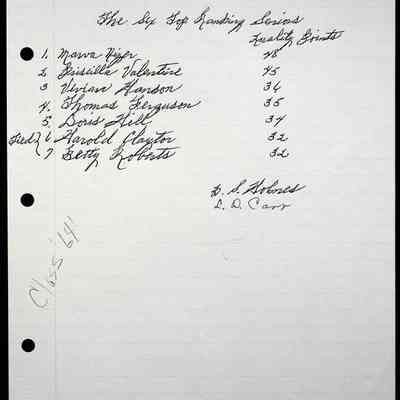 The Six Top Ranking Seniors
Quality Points
1. Marva Kizer 48
2 Priscilla Valentine 45
3 Vivian Hanson 36
4. Thomas Ferguson 35
5. Doris Hill 34
Tied 6 Harold Claytor 32
7 Betty Roberts 32
D. S. Holmes
L. D. Carr
Class '64'